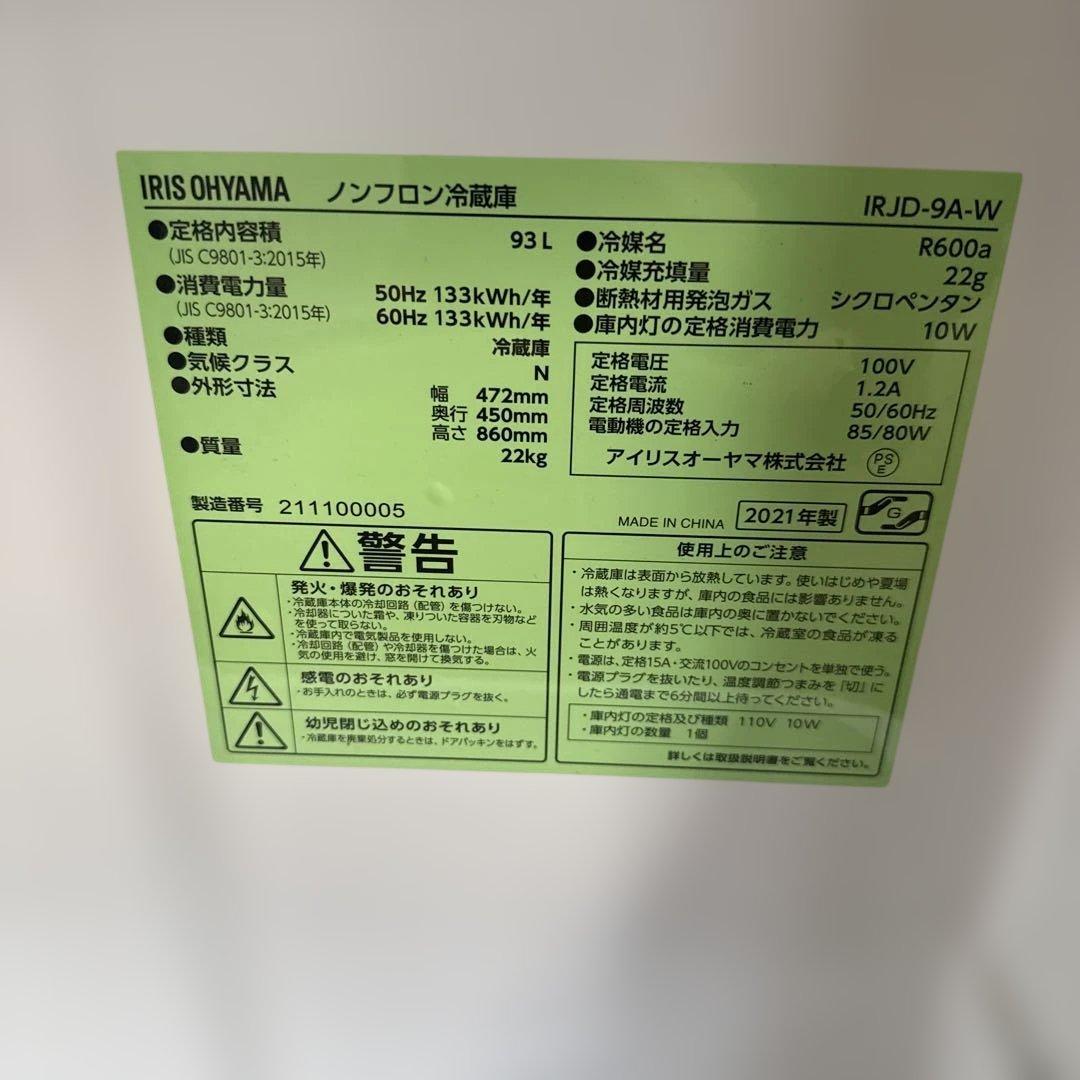 IRIS OHYAMA ノンフロン冷蔵庫 IRJD-9A-W
●定格内容積 93 L
(JIS C9801-3:2015年)
●消費電力量 50Hz 133kWh/年
(JIS C9801-3:2015年) 60Hz 133kWh/年
●種類 冷蔵庫
●気候クラス N
●外形寸法 幅 472mm
奥行 450mm
高さ 860mm
●質量 22kg
●冷媒名 R600a
●冷媒充填量 22g
●断熱材用発泡ガス シクロペンタン
●庫内灯の定格消費電力 10W
定格電圧 100V
定格電流 1.2A
定格周波数 50/60Hz
電動機の定格入力 85/80W
アイリスオーヤマ株式会社 PSE
製造番号 211100005
MADE IN CHINA 2021年製 G
警告
発火・爆発のおそれあり
・冷蔵庫本体の冷却回路(配管)を傷つけない。
・冷却器についた霜や、凍りついた容器を刃物など
を使って取らない。
・冷蔵庫内で電気製品を使用しない。
・冷却回路(配管)や冷却器を傷つけた場合は、火
気の使用を避け、窓を開けて換気する。
感電のおそれあり
・お手入れのときは、必ず電源プラグを抜く。
幼児閉じ込めのおそれあり
・冷蔵庫を廃棄処分するときは、ドアパッキンをはずす。
使用上のご注意
・冷蔵庫は表面から放熱しています。使いはじめや夏場
は熱くなりますが、庫内の食品には影響ありません。
・水気の多い食品は庫内の奥に置かないでください。
・周囲温度が約5℃以下では、冷蔵室の食品が凍る
ことがあります。
・電源は、定格15A・交流100Vのコンセントを単独で使う。
・電源プラグを抜いたり、温度調節つまみを「切」に
したら通電まで6分間以上待ってください。
・庫内灯の定格及び種類 110V 10W
・庫内灯の数量 1個
詳しくは取扱説明書をご覧ください。